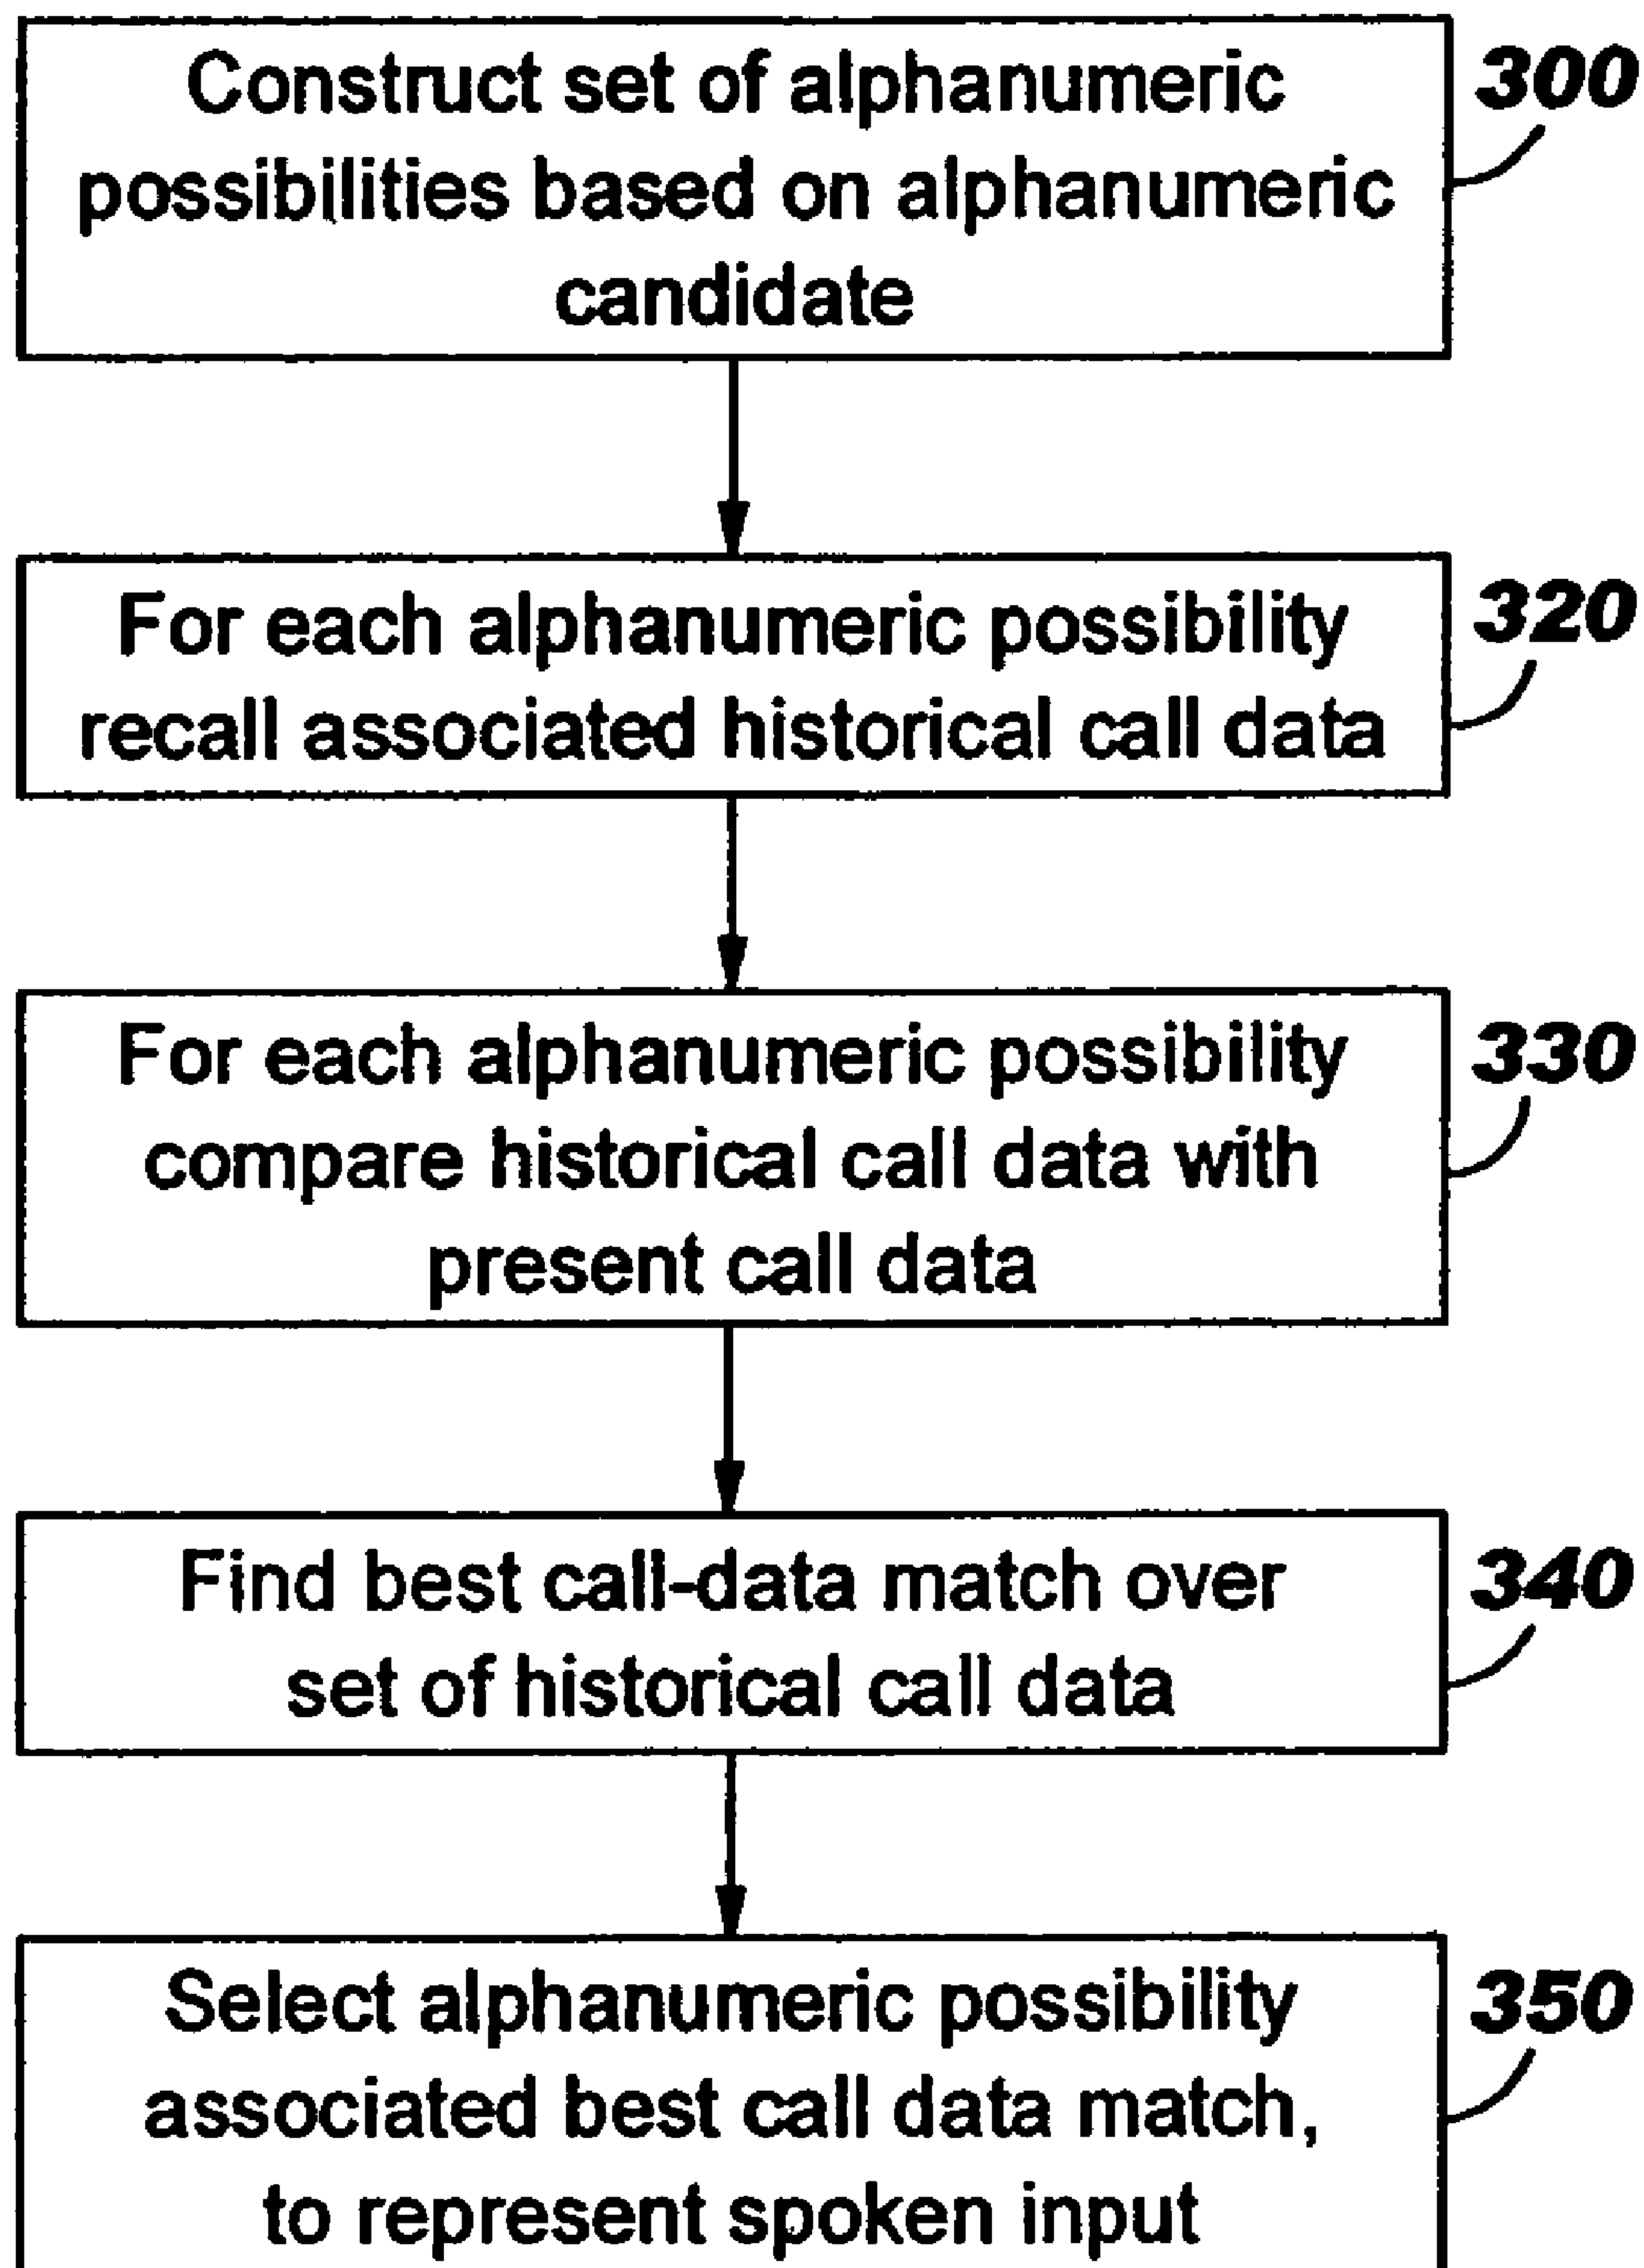 Construct set of alphanumeric
possibilities based on alphanumeric
candidate
300
For each alphanumeric possibility
recall associated historical call data
320
For each alphanumeric possibility
compare historical call data with
present call data
330
Find best call-data match over
set of historical call data
340
Select alphanumeric possibility
associated best call data match,
to represent spoken input
350